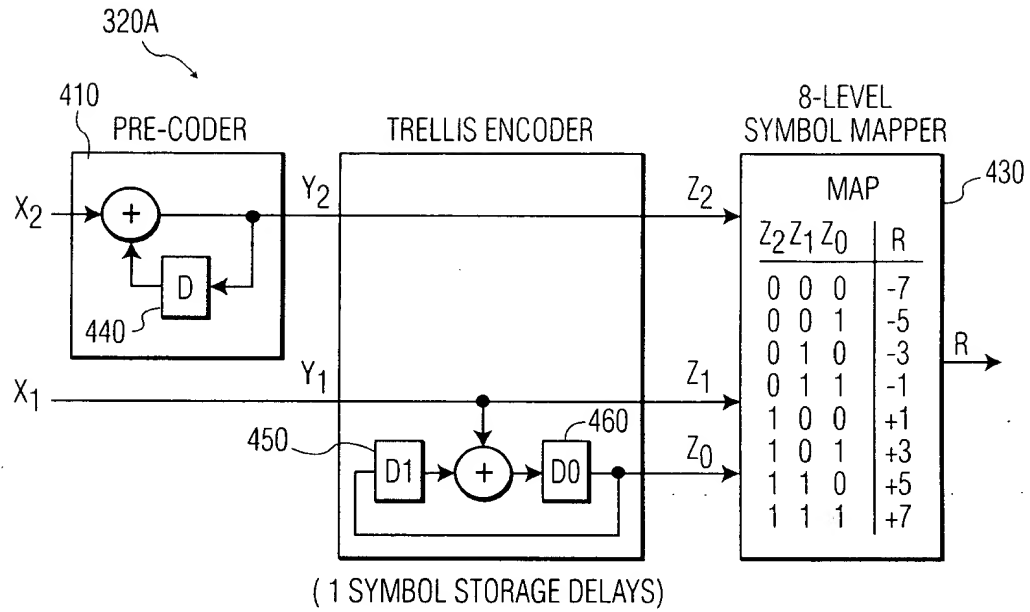 320A
410
PRE-CODER
TRELLIS ENCODER
8-LEVEL
SYMBOL MAPPER
430
X2
+
D
440
Y2
Z2
MAP
Z2 Z1 Z0 R
0 0 0 -7
0 0 1 -5
0 1 0 -3
0 1 1 -1
1 0 0 +1
1 0 1 +3
1 1 0 +5
1 1 1 +7
R
X1
Y1
Z1
450
D1
+
460
D0
Z0
( 1 SYMBOL STORAGE DELAYS)